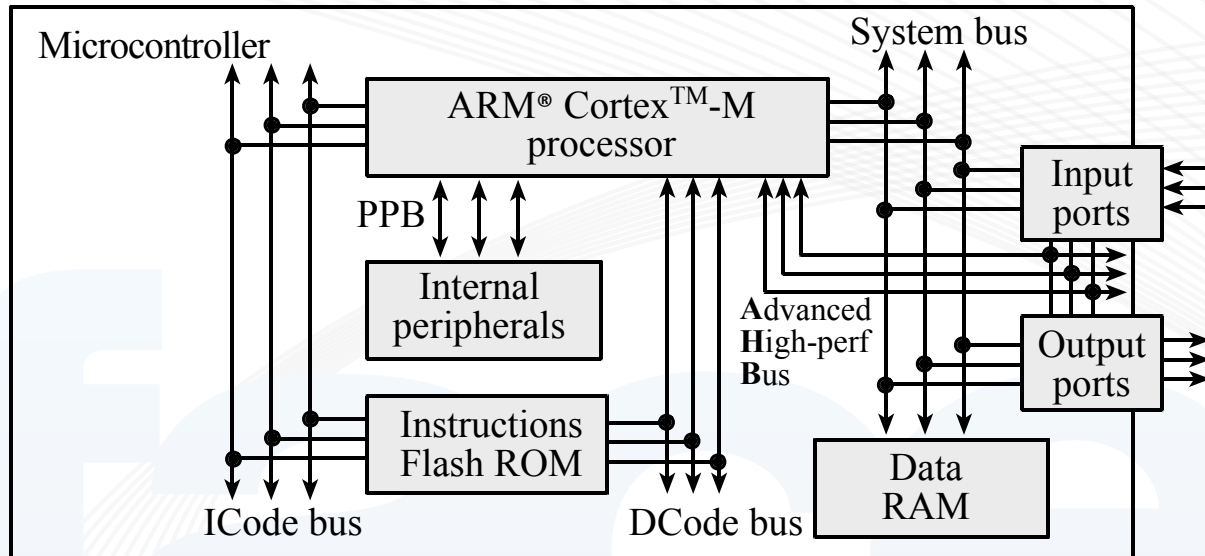 Microcontroller
System bus
ARM® Cortex™-M
processor
Input
ports
PPB
Internal
peripherals
Advanced
High-perf
Bus
Output
ports
Instructions
Flash ROM
Data
RAM
ICode bus
DCode bus